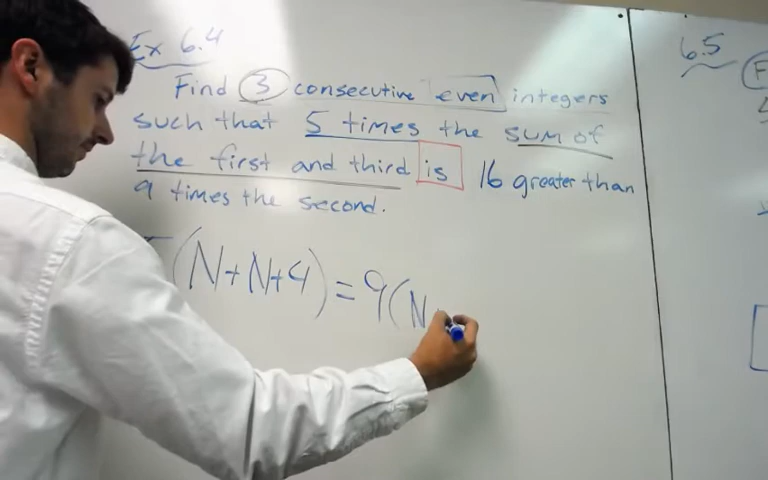 Ex 6.4
Find 3 consecutive even integers
such that 5 times the sum of
the first and third is 16 greater than
9 times the second.
(N+N+4) = 9(N
6.5